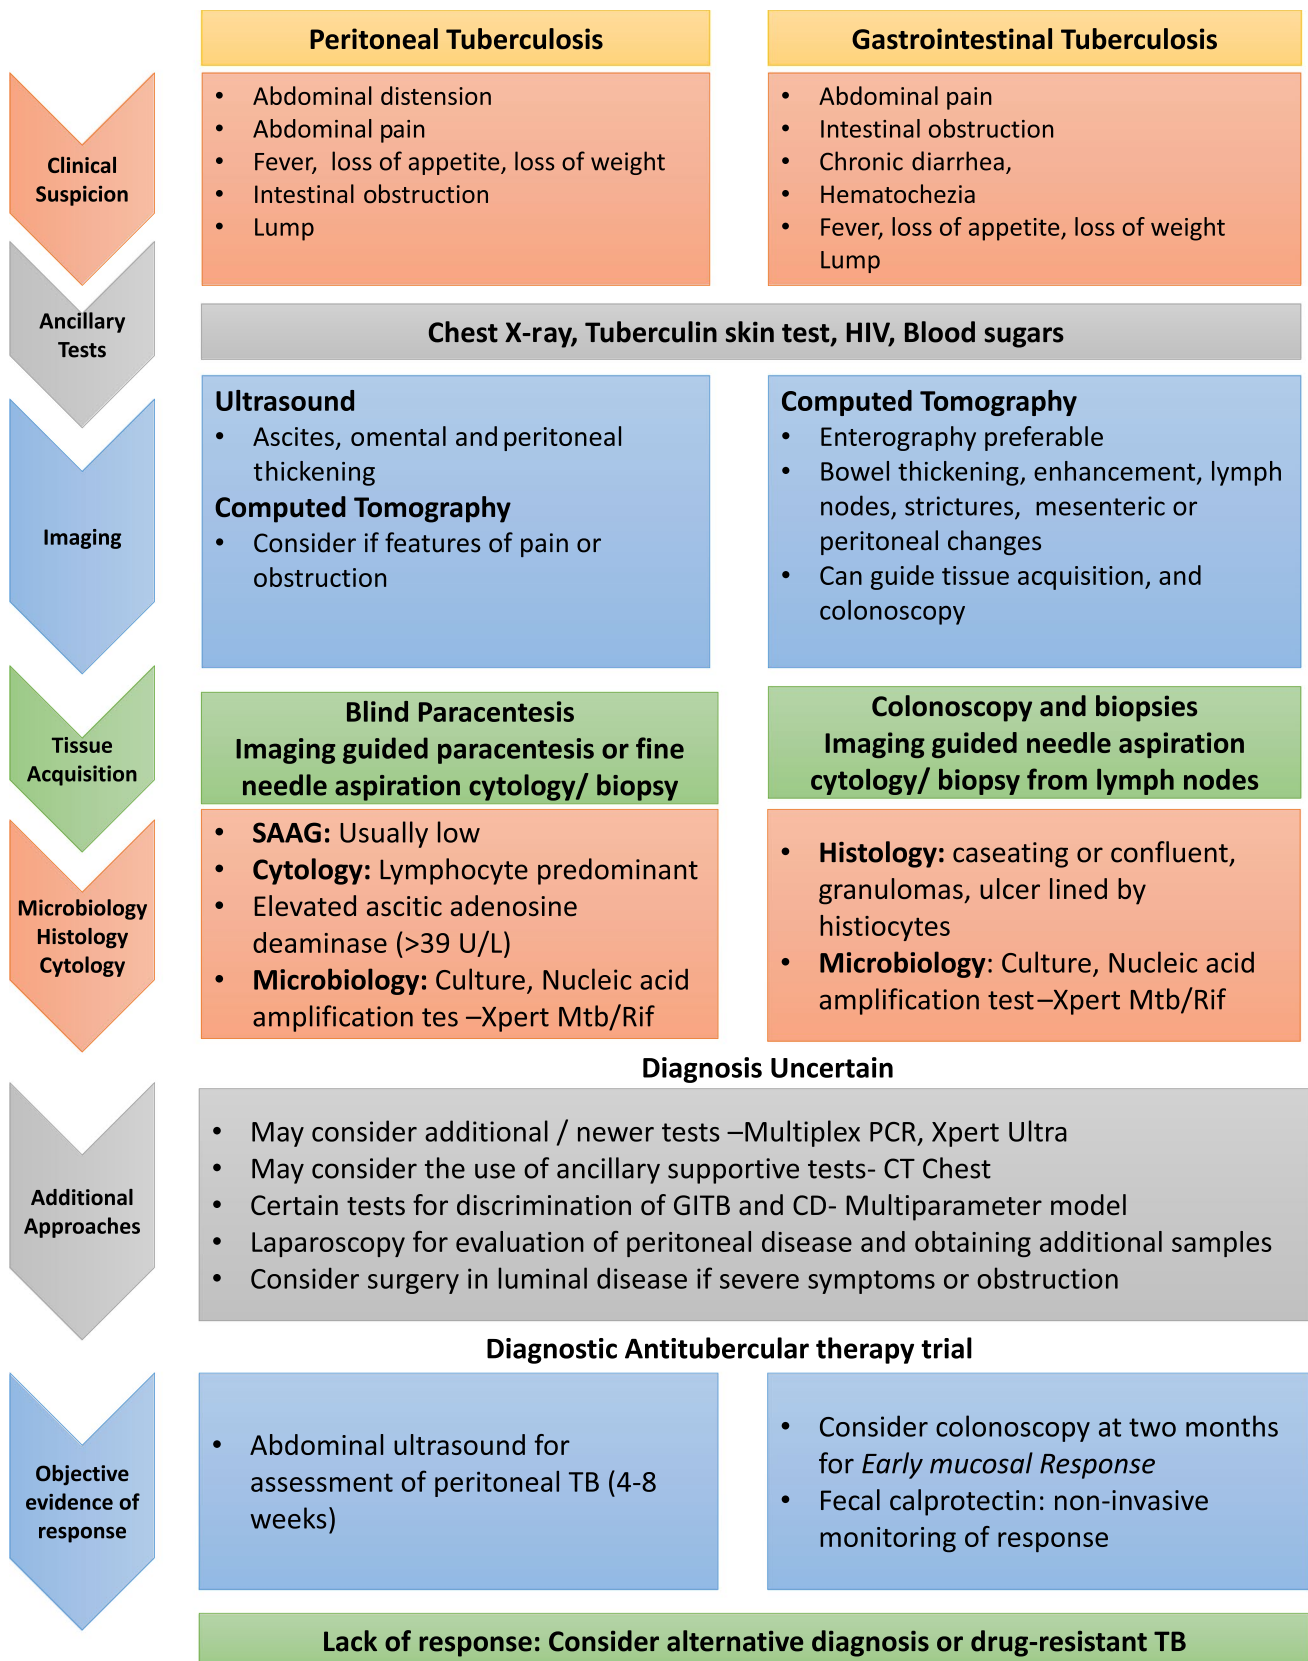 Peritoneal Tuberculosis
Gastrointestinal Tuberculosis
Clinical
Suspicion
• Abdominal distension
• Abdominal pain
• Fever, loss of appetite, loss of weight
• Intestinal obstruction
• Lump
• Abdominal pain
• Intestinal obstruction
• Chronic diarrhea,
• Hematochezia
• Fever, loss of appetite, loss of weight
Lump
Ancillary
Tests
Chest X-ray, Tuberculin skin test, HIV, Blood sugars
Imaging
Ultrasound
• Ascites, omental and peritoneal
thickening
Computed Tomography
• Consider if features of pain or
obstruction
Computed Tomography
• Enterography preferable
• Bowel thickening, enhancement, lymph
nodes, strictures, mesenteric or
peritoneal changes
• Can guide tissue acquisition, and
colonoscopy
Tissue
Acquisition
Blind Paracentesis
Imaging guided paracentesis or fine
needle aspiration cytology/ biopsy
Colonoscopy and biopsies
Imaging guided needle aspiration
cytology/ biopsy from lymph nodes
Microbiology
Histology
Cytology
• SAAG: Usually low
• Cytology: Lymphocyte predominant
• Elevated ascitic adenosine
deaminase (>39 U/L)
• Microbiology: Culture, Nucleic acid
amplification tes –Xpert Mtb/Rif
• Histology: caseating or confluent,
granulomas, ulcer lined by
histiocytes
• Microbiology: Culture, Nucleic acid
amplification test –Xpert Mtb/Rif
Diagnosis Uncertain
Additional
Approaches
• May consider additional / newer tests –Multiplex PCR, Xpert Ultra
• May consider the use of ancillary supportive tests- CT Chest
• Certain tests for discrimination of GITB and CD- Multiparameter model
• Laparoscopy for evaluation of peritoneal disease and obtaining additional samples
• Consider surgery in luminal disease if severe symptoms or obstruction
Diagnostic Antitubercular therapy trial
Objective
evidence of
response
• Abdominal ultrasound for
assessment of peritoneal TB (4-8
weeks)
• Consider colonoscopy at two months
for Early mucosal Response
• Fecal calprotectin: non-invasive
monitoring of response
Lack of response: Consider alternative diagnosis or drug-resistant TB